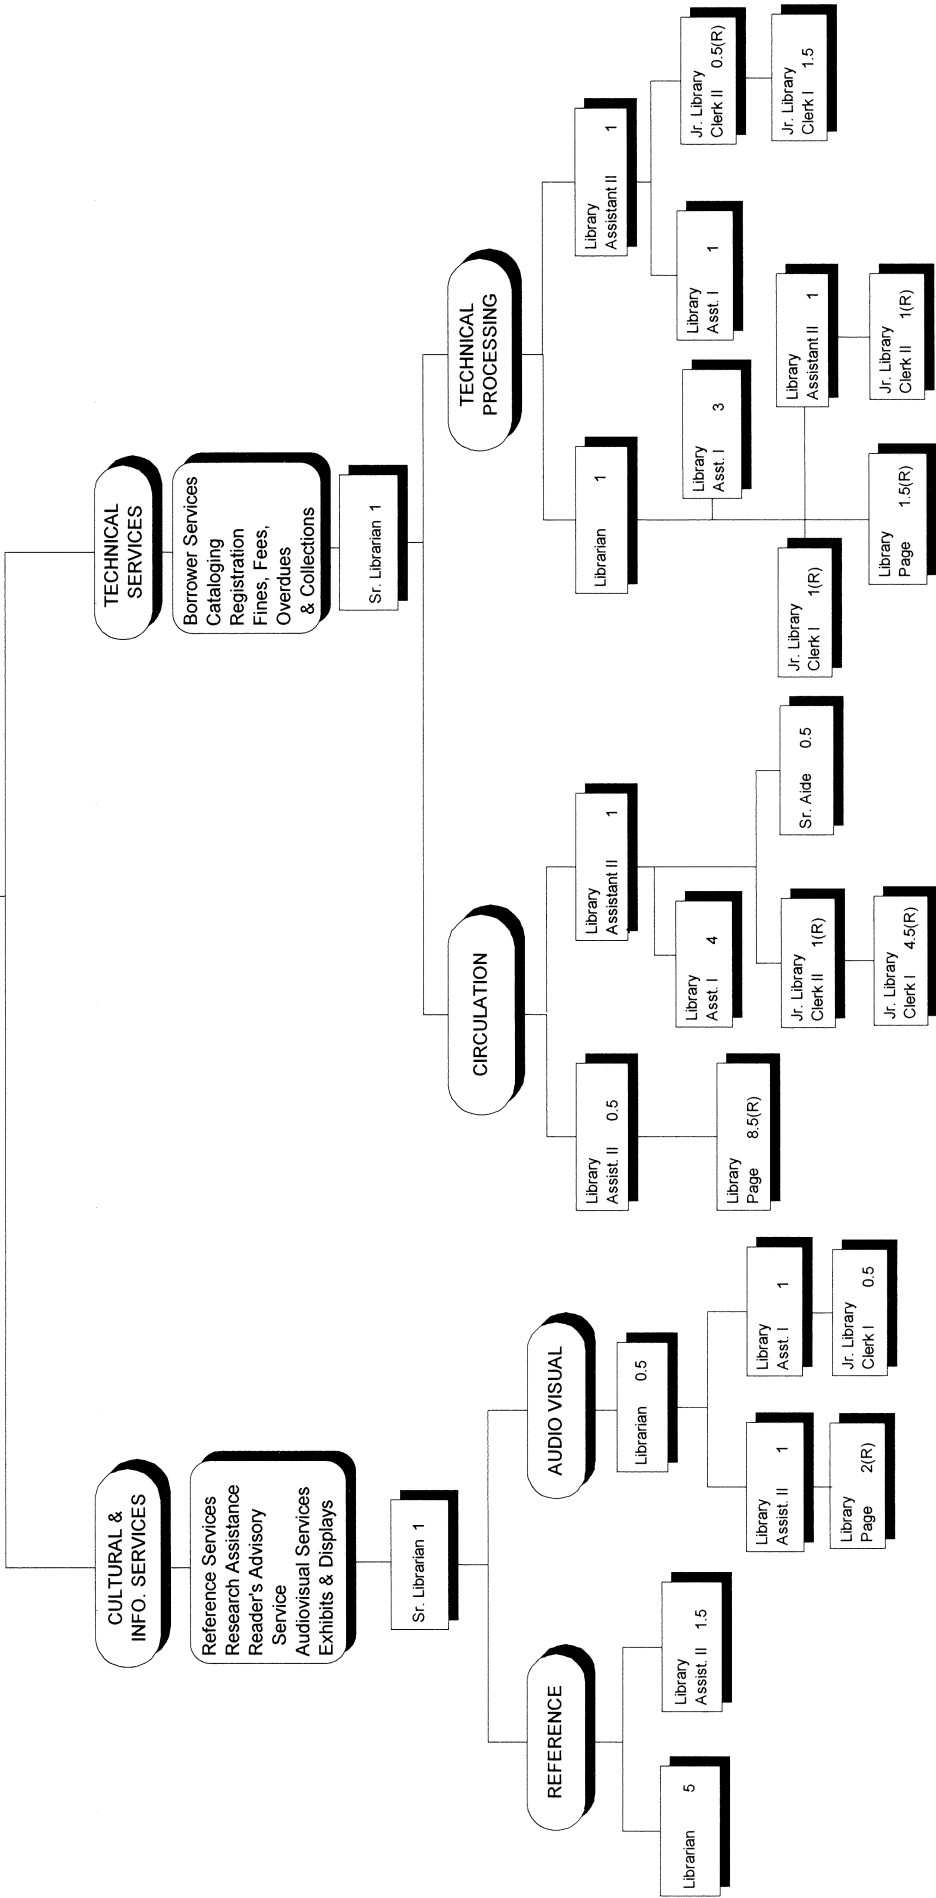 CULTURAL &
INFO. SERVICES
Reference Services
Research Assistance
Reader's Advisory
Service
Audiovisual Services
Exhibits & Displays
Sr. Librarian 1
REFERENCE
Librarian 5
Library
Assist. II 1.5
AUDIO VISUAL
Librarian 0.5
Library
Assist. II 1
Library
Page 2(R)
Library
Asst. I 1
Jr. Library
Clerk I 0.5
TECHNICAL
SERVICES
Borrower Services
Cataloging
Registration
Fines, Fees,
Overdues
& Collections
Sr. Librarian 1
CIRCULATION
Library
Assist. II 0.5
Library
Page 8.5(R)
Library
Assistant II 1
Library
Asst. I 4
Jr. Library
Clerk II 1(R)
Jr. Library
Clerk I 4.5(R)
Sr. Aide 0.5
TECHNICAL
PROCESSING
Librarian 1
Library
Asst. I 3
Jr. Library
Clerk I 1(R)
Library
Page 1.5(R)
Library
Assistant II 1
Jr. Library
Clerk II 1(R)
Library
Assistant II 1
Library
Asst. I 1
Jr. Library
Clerk II 0.5(R)
Jr. Library
Clerk I 1.5